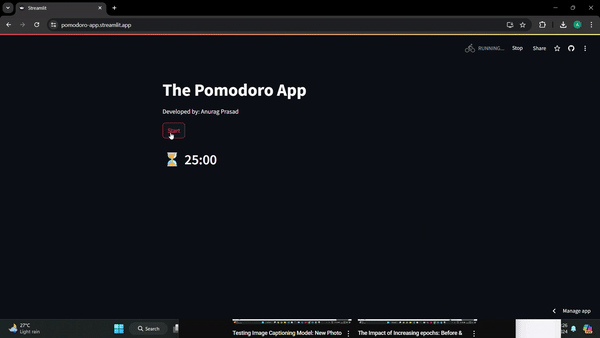 Streamlit
pomodoro-app.streamlit.app
RUNNING...
Stop
Share
The Pomodoro App
Developed by: Anurag Prasad
Start
25:00
Manage app
27°C
Light rain
Search
Testing Image Captioning Model: New Photo
The Impact of Increasing epochs: Before &